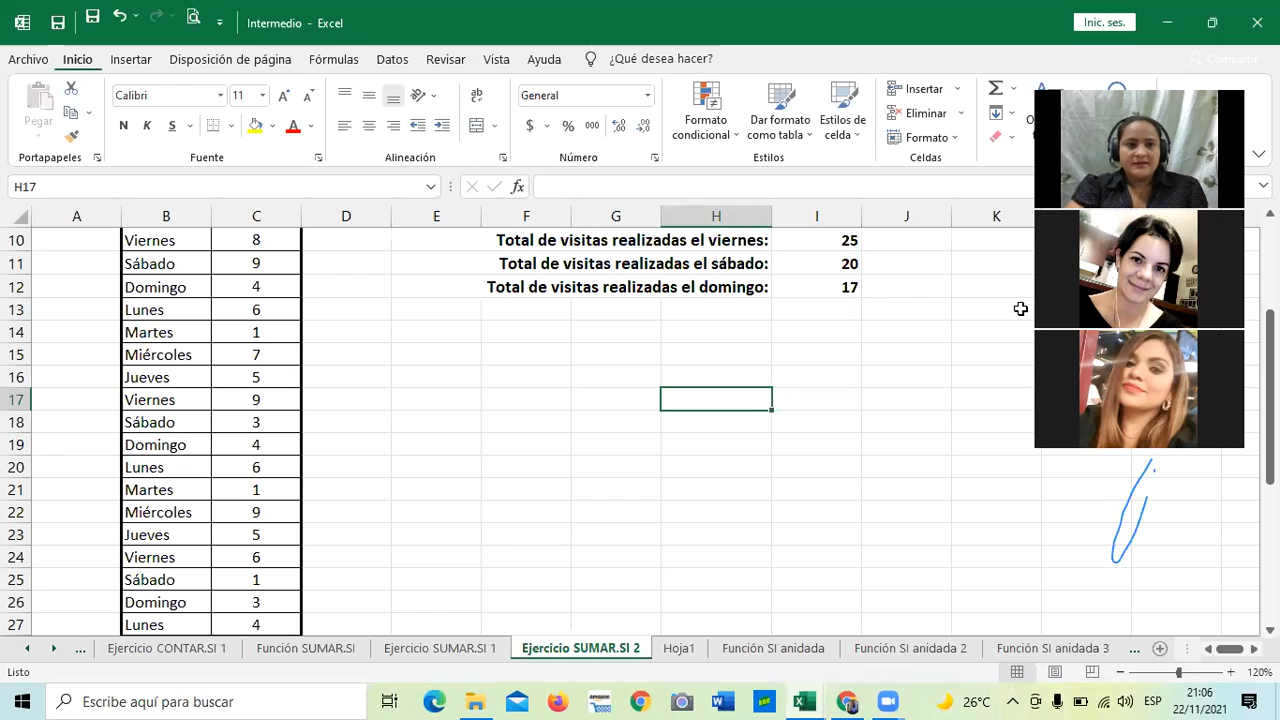 Intermedio - Excel
Inic. ses.
Archivo Inicio Insertar Disposición de página Fórmulas Datos Revisar Vista Ayuda ¿Qué desea hacer? Compartir
Pegar
Calibri 11
N K S
General
$ % 000
Formato condicional
Dar formato como tabla
Estilos de celda
Insertar
Eliminar
Formato
Portapapeles Fuente Alineación Número Estilos Celdas
H17 fx
A B C D E F G H I J K
10 Viernes 8 Total de visitas realizadas el viernes: 25
11 Sábado 9 Total de visitas realizadas el sábado: 20
12 Domingo 4 Total de visitas realizadas el domingo: 17
13 Lunes 6
14 Martes 1
15 Miércoles 7
16 Jueves 5
17 Viernes 9
18 Sábado 3
19 Domingo 4
20 Lunes 6
21 Martes 1
22 Miércoles 9
23 Jueves 5
24 Viernes 6
25 Sábado 1
26 Domingo 3
27 Lunes 4
... Ejercicio CONTAR.SI 1 Función SUMAR.SI Ejercicio SUMAR.SI 1 Ejercicio SUMAR.SI 2 Hoja1 Función SI anidada Función SI anidada 2 Función SI anidada 3 ...
Listo 120%
Escribe aquí para buscar 26°C ESP 21:06
22/11/2021